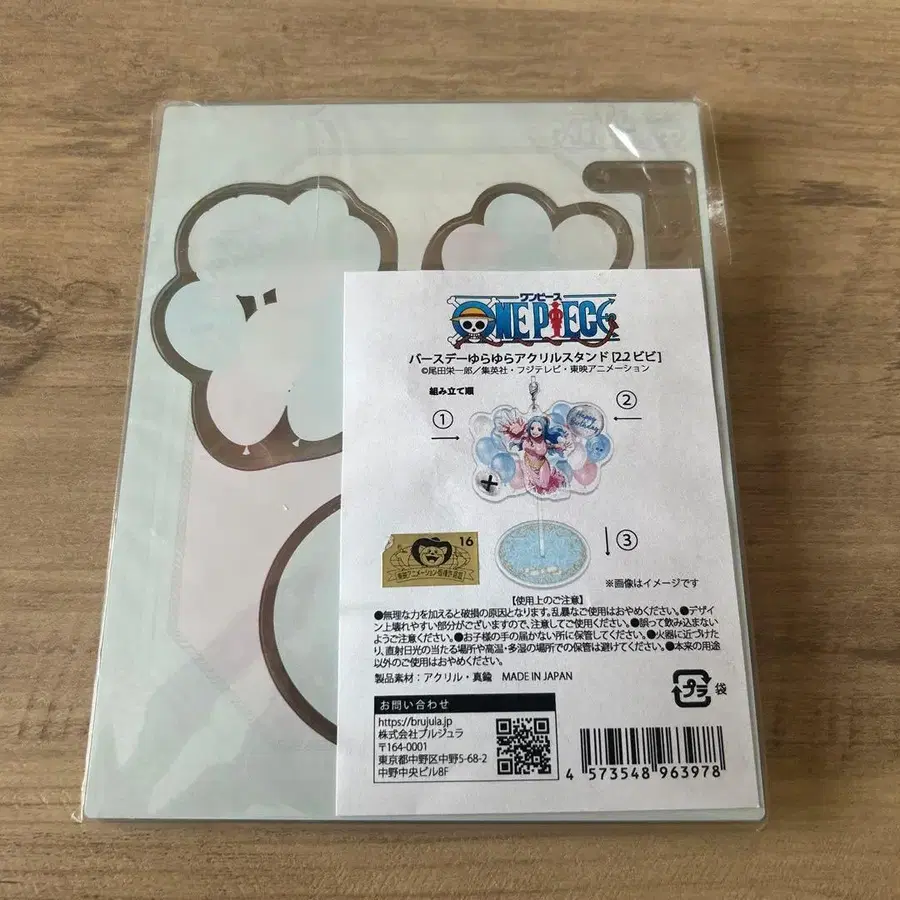 ワンピース
ONE PIECE
バースデーゆらゆらアクリルスタンド [2.2 ビビ]
©尾田栄一郎／集英社・フジテレビ・東映アニメーション
組み立て順
①
②
Happy
Birthday
16
東映アニメーション
③
※画像はイメージです
【使用上のご注意】
●無理な力を加えると破損の原因となります。乱暴なご使用はおやめください。●デザイン上壊れやすい部分がございますので、注意してご使用ください。●誤って飲み込まない
ようご注意ください。●お子様の手の届かない所に保管してください。●火器に近づけた
り、直射日光の当たる場所や高温・多湿の場所での保管は避けてください。●本来の用途
以外のご使用はおやめください。
製品素材：アクリル・真鍮　MADE IN JAPAN
プラ 袋
お問い合わせ
https://brujula.jp
株式会社ブルジュラ
〒164-0001
東京都中野区中野5-68-2
中野中央ビル8F
4 573548 963978